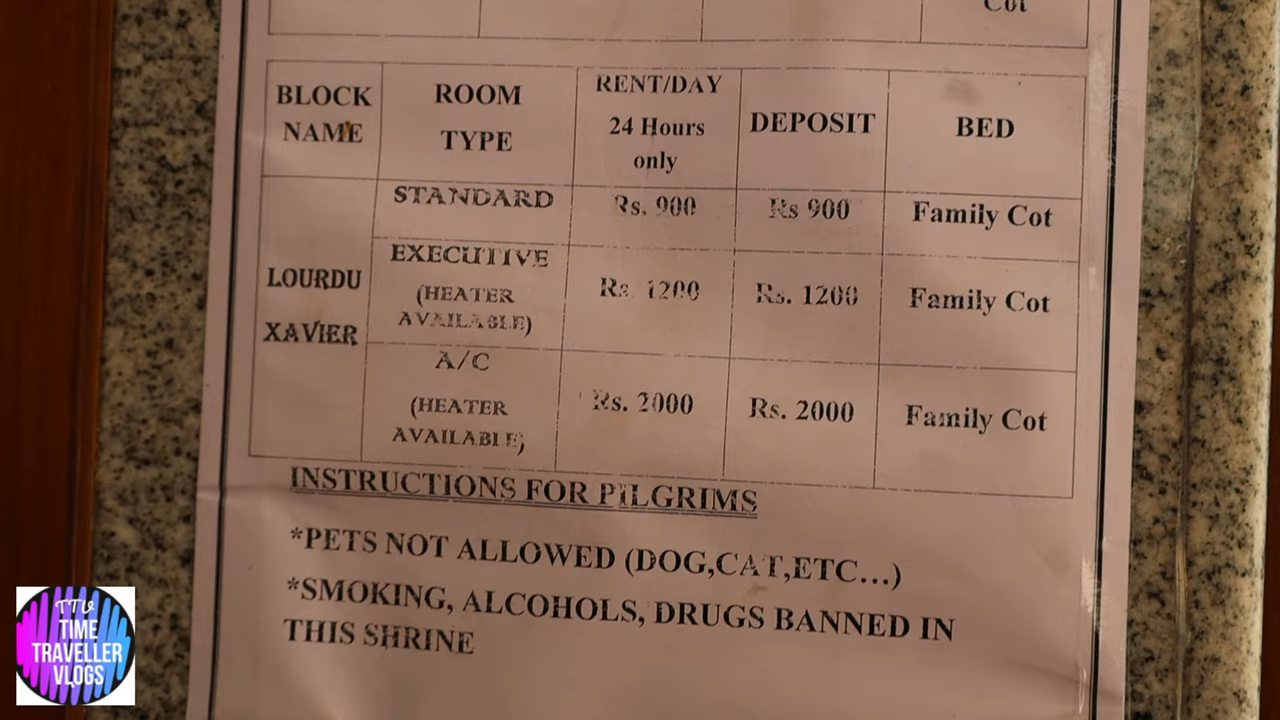 Cot
BLOCK NAME ROOM TYPE RENT/DAY 24 Hours only DEPOSIT BED
LOURDU XAVIER
STANDARD Rs. 900 Rs 900 Family Cot
EXECUTIVE (HEATER AVAILABLE) Rs. 1200 Rs. 1200 Family Cot
A/C (HEATER AVAILABLE) Rs. 2000 Rs. 2000 Family Cot
INSTRUCTIONS FOR PILGRIMS
*PETS NOT ALLOWED (DOG,CAT,ETC...)
*SMOKING, ALCOHOLS, DRUGS BANNED IN
THIS SHRINE
TTV
TIME
TRAVELLER
VLOGS